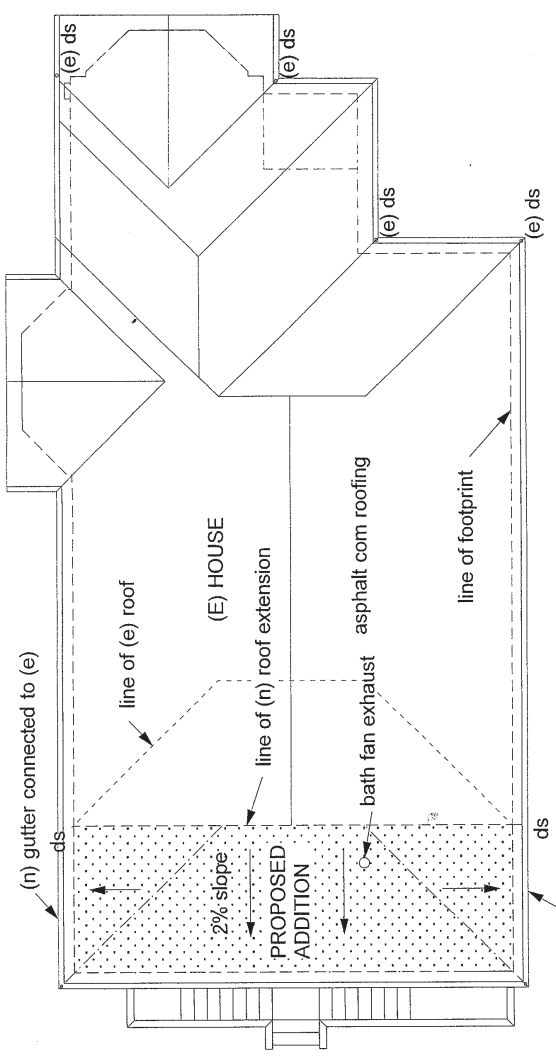 (e) ds
(e) ds
(e) ds
(e) ds
(n) gutter connected to (e)
ds
line of (e) roof
(E) HOUSE
line of (n) roof extension
asphalt com roofing
bath fan exhaust
line of footprint
2% slope
PROPOSED
ADDITION
ds